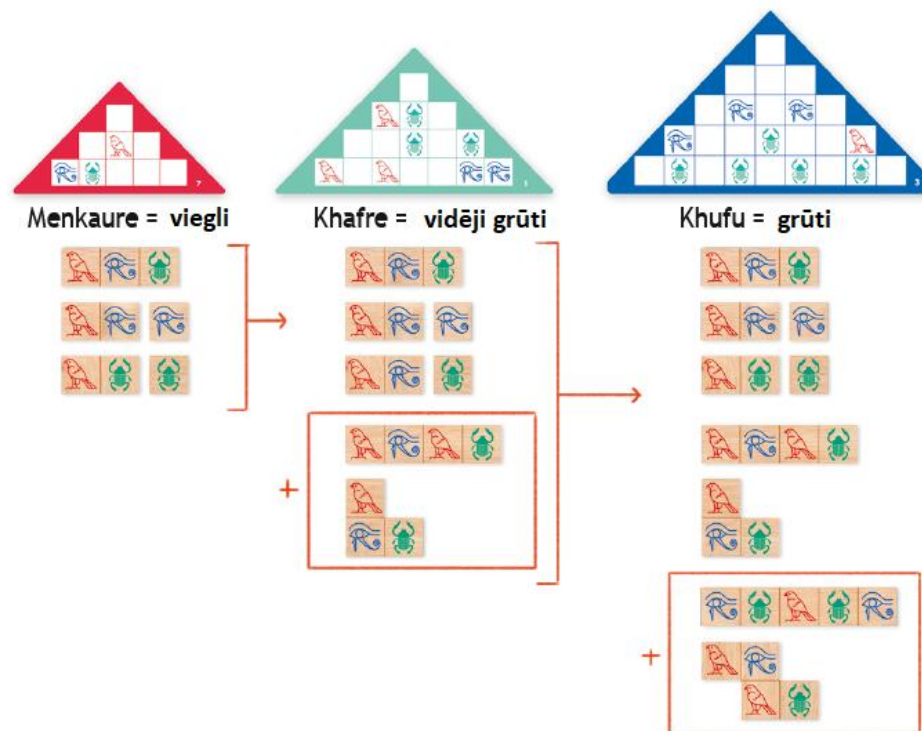 Menkaure = viegli
Khafre = vidēji grūti
Khufu = grūti
+
+